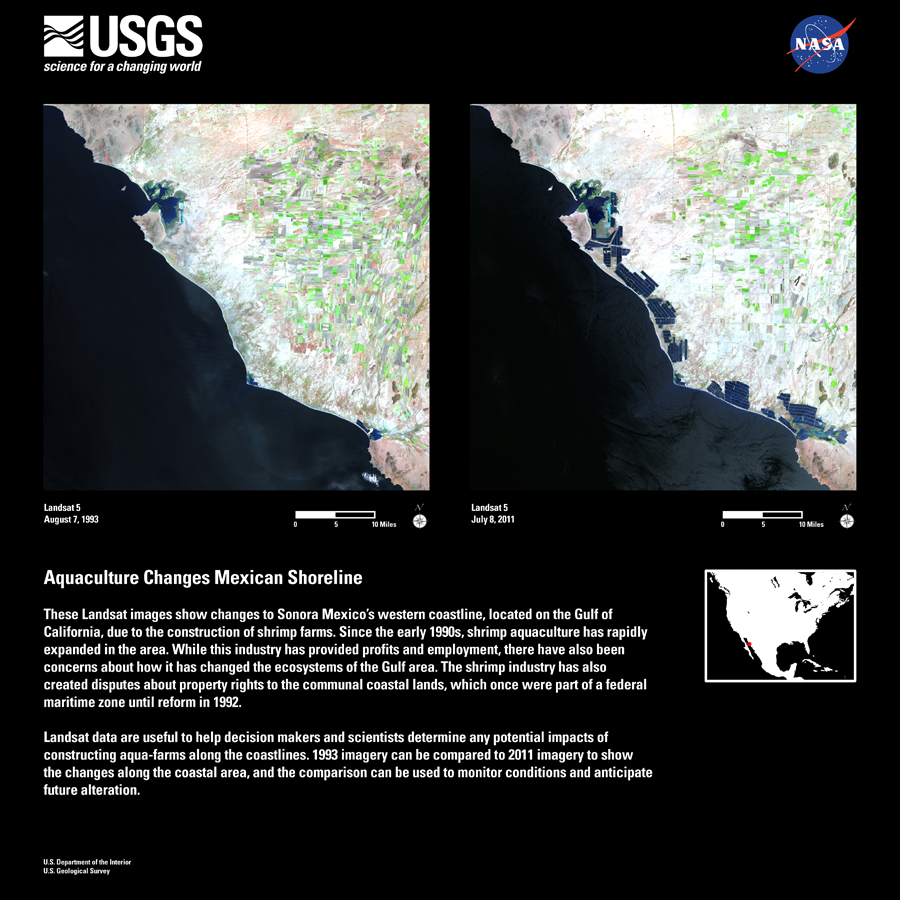 USGS
science for a changing world
NASA
Landsat 5
August 7, 1993
0 5 10 Miles
N
Landsat 5
July 8, 2011
0 5 10 Miles
N
Aquaculture Changes Mexican Shoreline
These Landsat images show changes to Sonora Mexico’s western coastline, located on the Gulf of
California, due to the construction of shrimp farms. Since the early 1990s, shrimp aquaculture has rapidly
expanded in the area. While this industry has provided profits and employment, there have also been
concerns about how it has changed the ecosystems of the Gulf area. The shrimp industry has also
created disputes about property rights to the communal coastal lands, which once were part of a federal
maritime zone until reform in 1992.
Landsat data are useful to help decision makers and scientists determine any potential impacts of
constructing aqua-farms along the coastlines. 1993 imagery can be compared to 2011 imagery to show
the changes along the coastal area, and the comparison can be used to monitor conditions and anticipate
future alteration.
U.S. Department of the Interior
U.S. Geological Survey